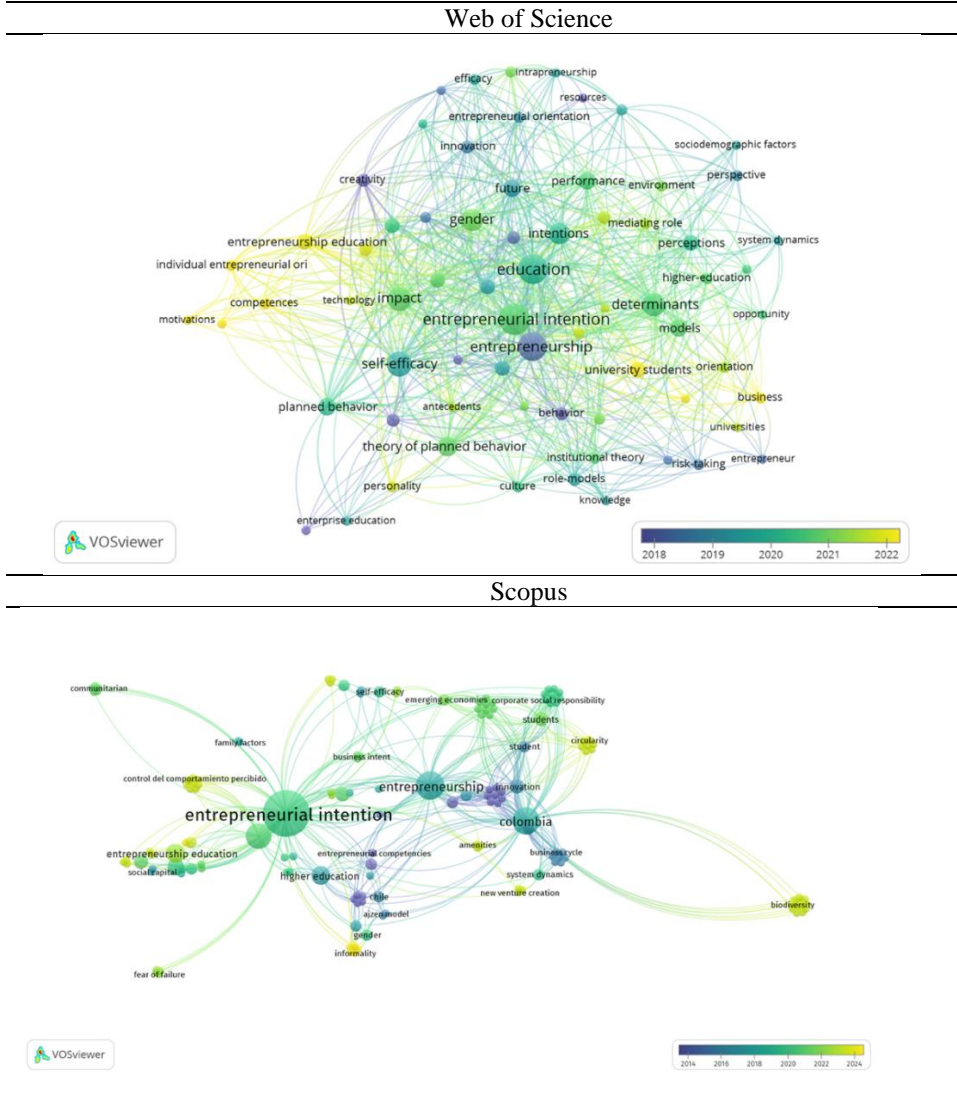 Web of Science
efficacy
intrapreneurship
resources
entrepreneurial orientation
innovation
sociodemographic factors
creativity
perspective
future
performance
environment
gender
mediating role
intentions
perceptions
system dynamics
entrepreneurship education
individual entrepreneurial ori
education
higher-education
competences
technology
impact
determinants
motivations
entrepreneurial intention
opportunity
models
entrepreneurship
self-efficacy
university students
orientation
planned behavior
antecedents
behavior
business
universities
theory of planned behavior
institutional theory
risk-taking
entrepreneur
personality
culture
role-models
knowledge
enterprise education
VOSviewer
2018 2019 2020 2021 2022
Scopus
communitarian
self-efficacy
emerging economies
corporate social responsibility
students
family factors
student
circularity
business intent
control del comportamiento percibido
entrepreneurship
innovation
entrepreneurial intention
colombia
entrepreneurship education
entrepreneurial competencies
amenities
business cycle
social capital
higher education
system dynamics
chile
new venture creation
biodiversity
ajzen model
gender
informality
fear of failure
VOSviewer
2014 2016 2018 2020 2022 2024